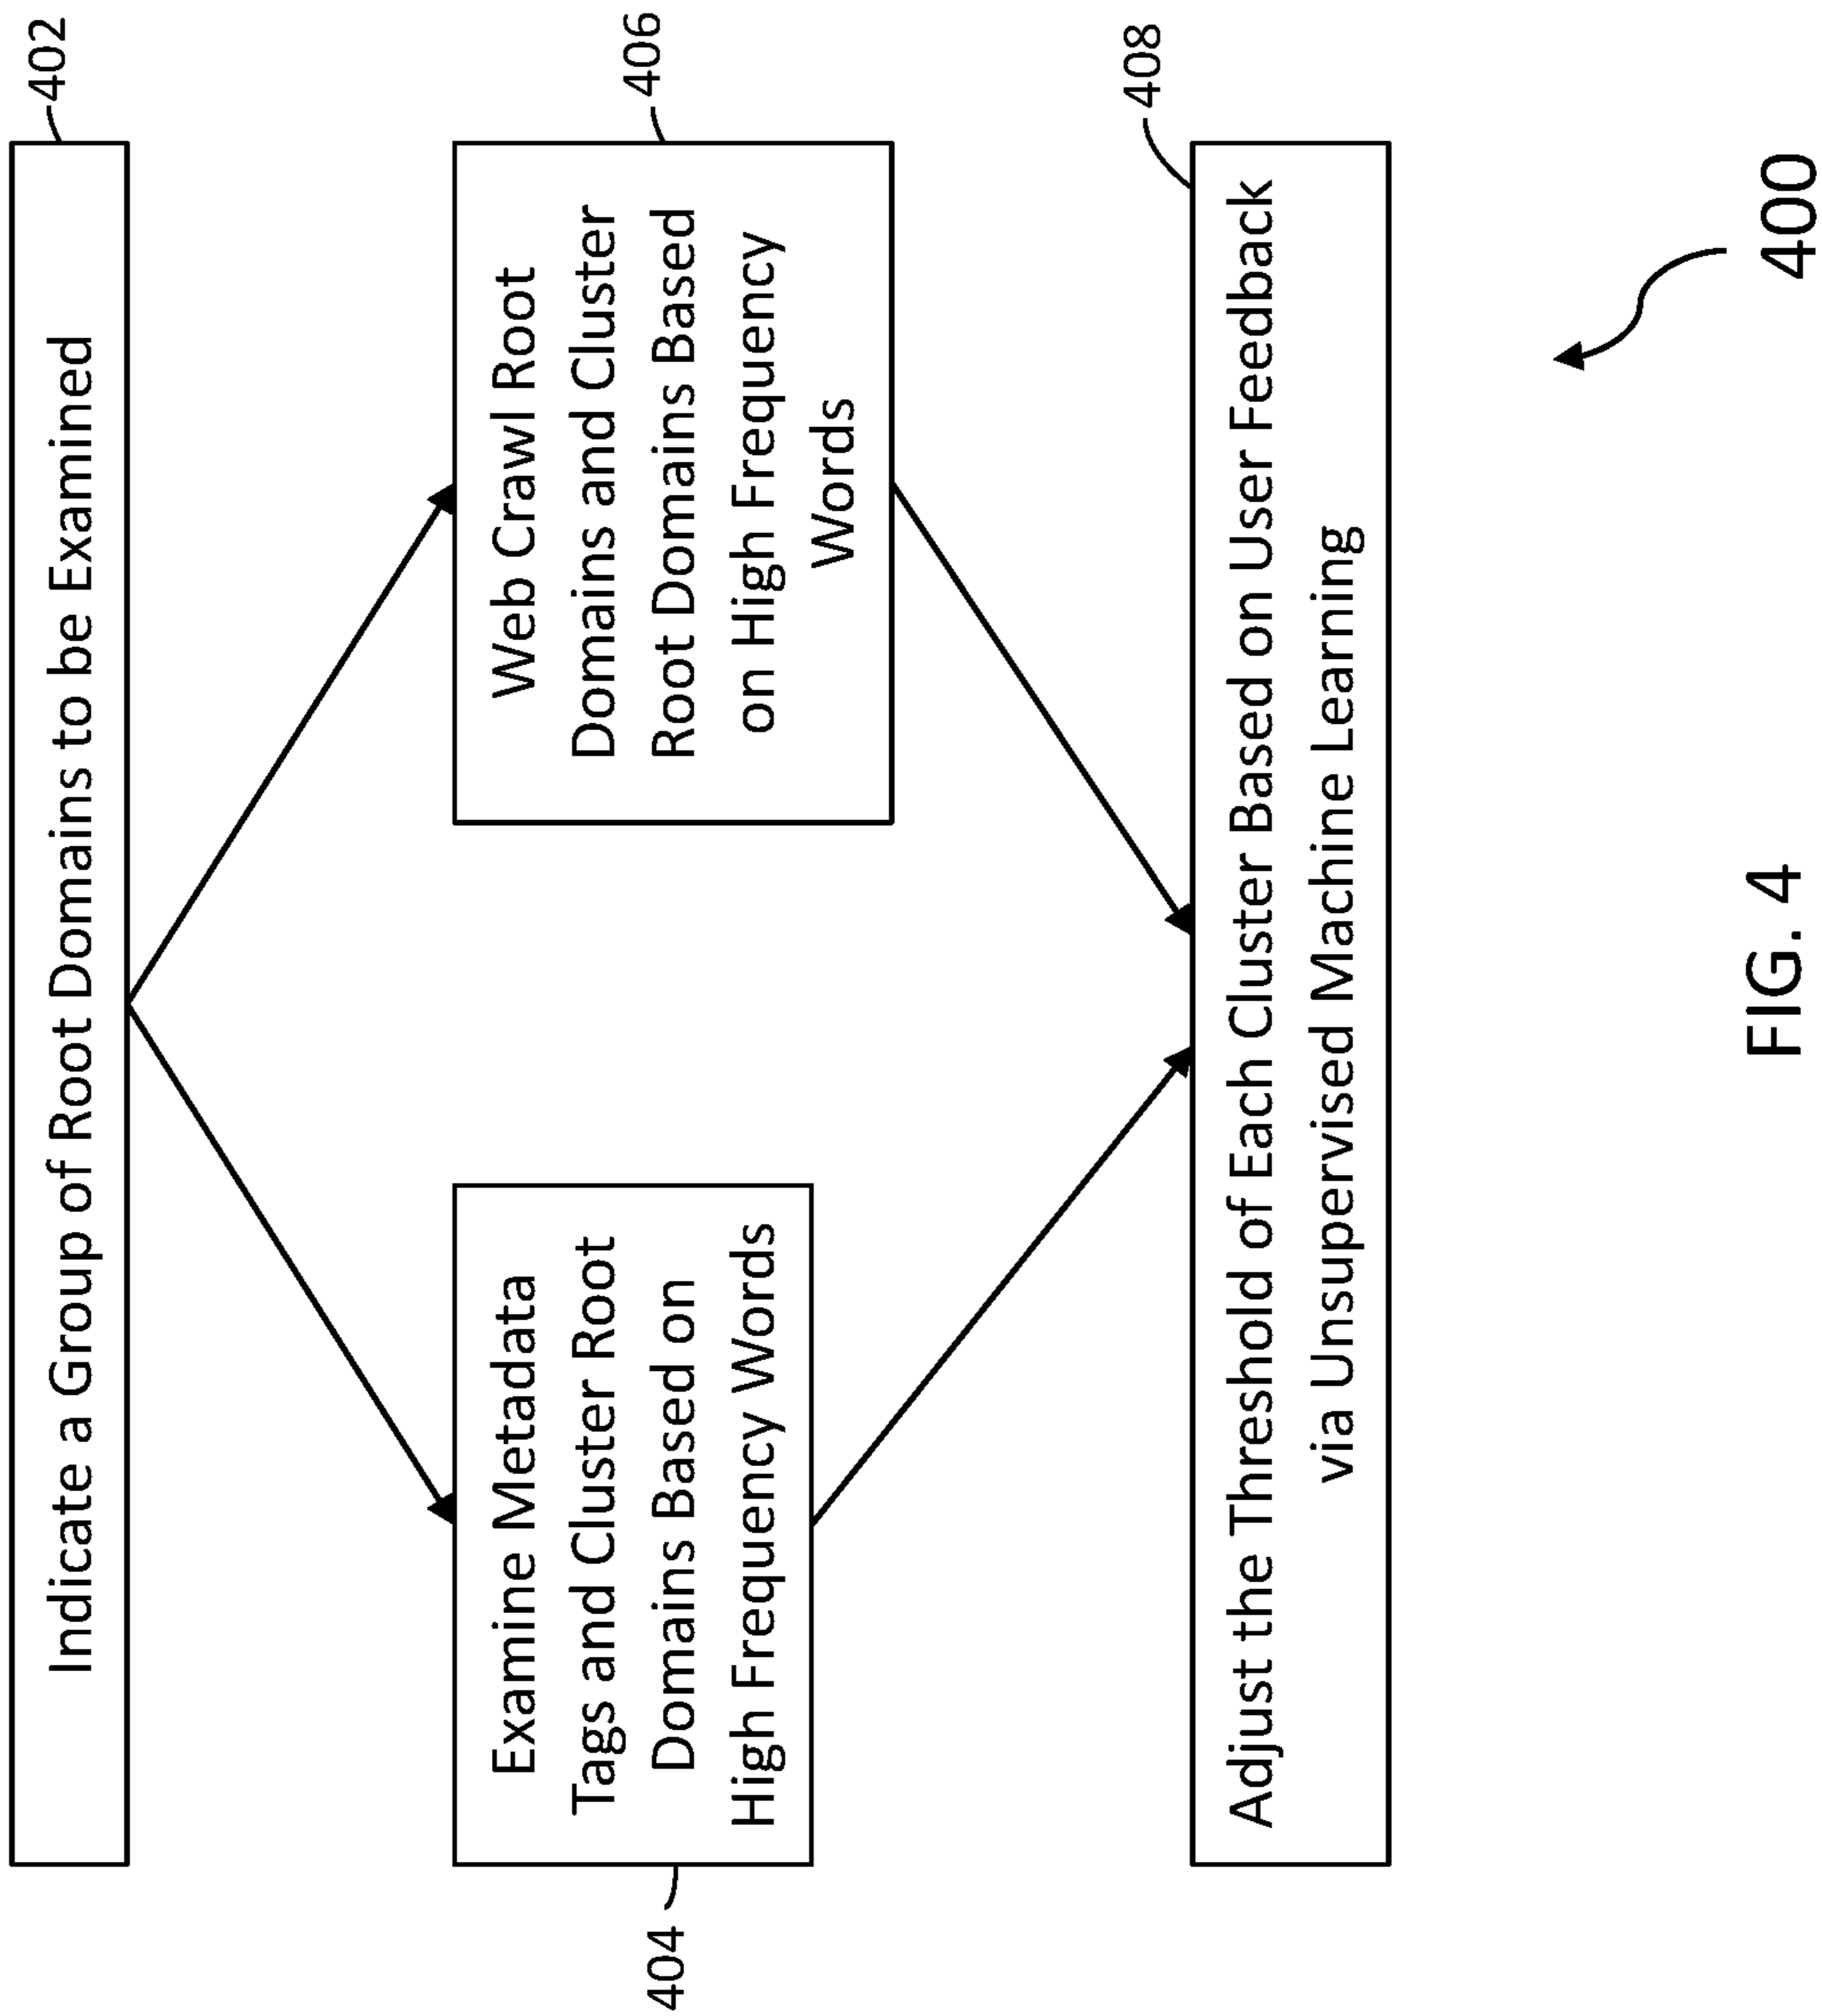 402
Indicate a Group of Root Domains to be Examined
404
Examine Metadata
Tags and Cluster Root
Domains Based on
High Frequency Words
406
Web Crawl Root
Domains and Cluster
Root Domains Based
on High Frequency
Words
408
Adjust the Threshold of Each Cluster Based on User Feedback
via Unsupervised Machine Learning
400
FIG. 4